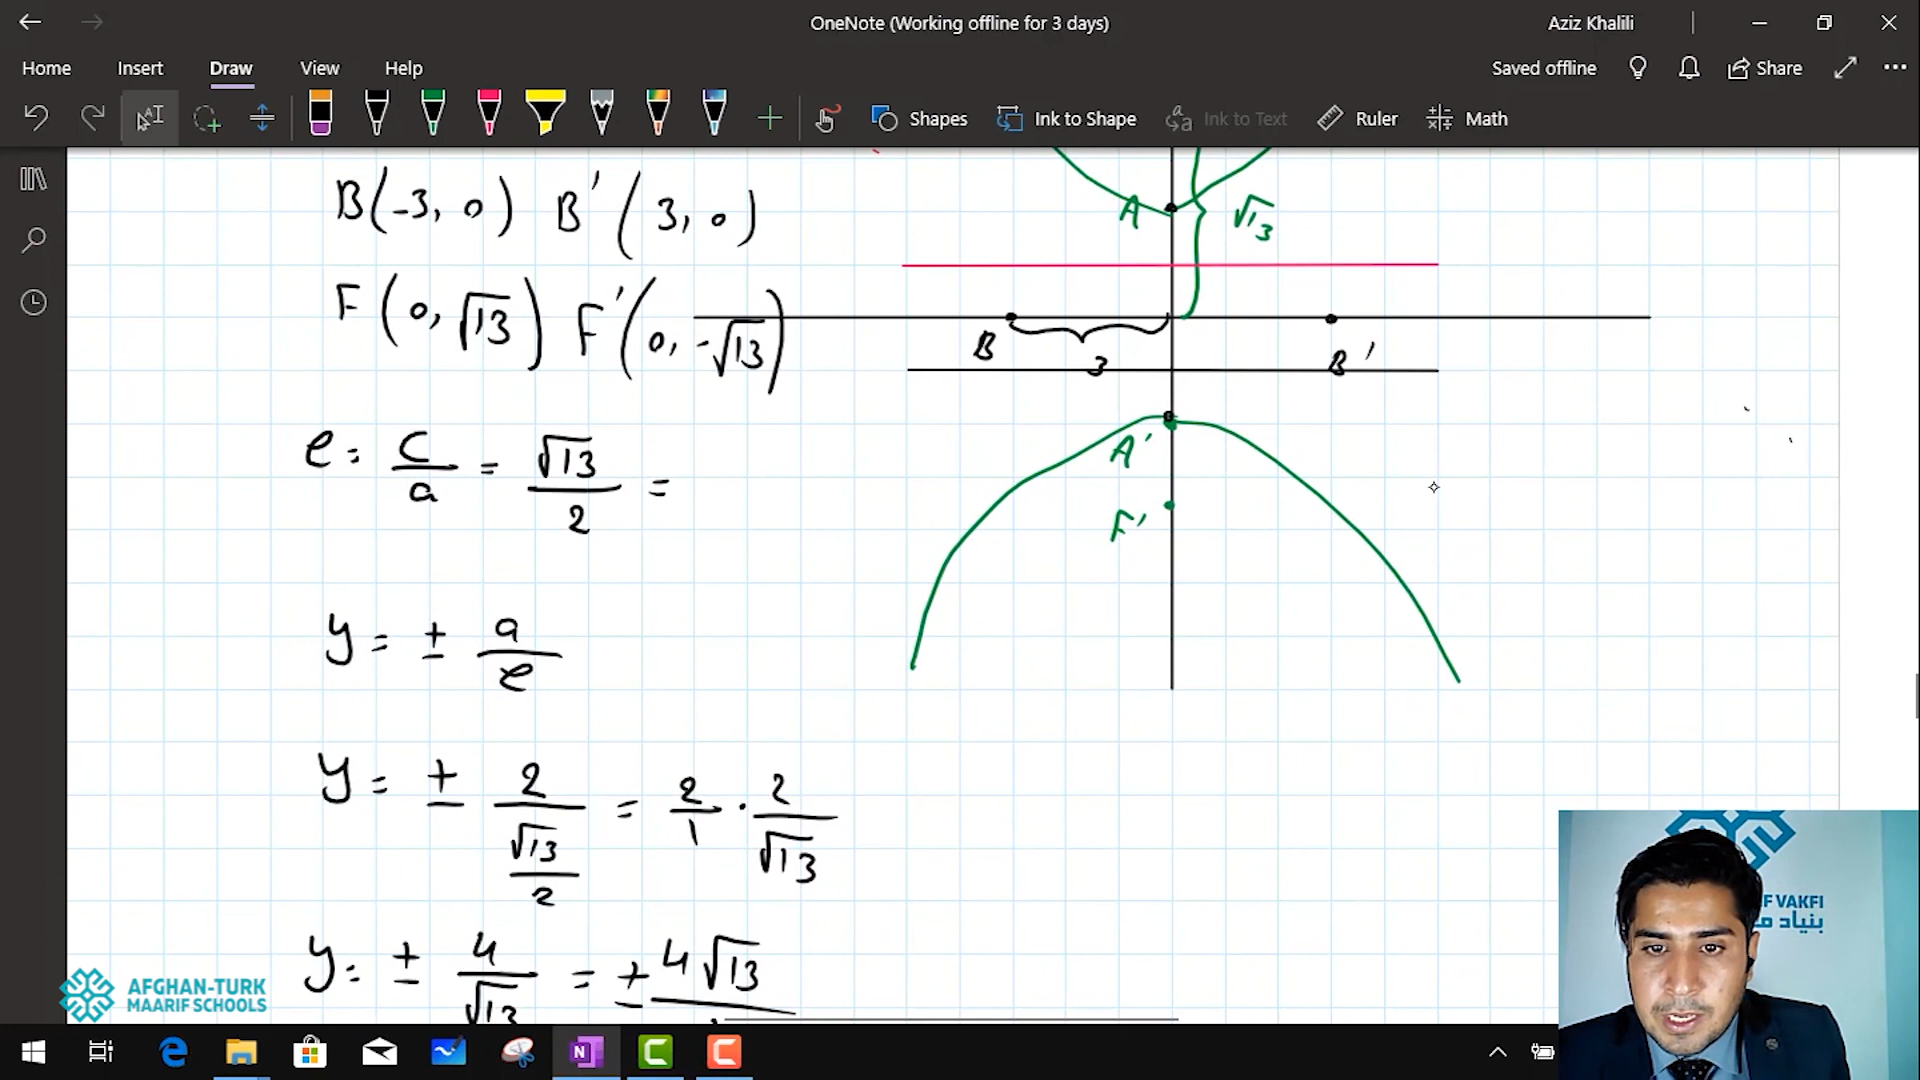 OneNote (Working offline for 3 days)
Aziz Khalili
Home Insert Draw View Help
Saved offline
Share
Shapes
Ink to Shape
Ink to Text
Ruler
Math
B(-3, 0) B'(3, 0)
F(0, √13) F'(0, -√13)
e = c/a = √13/2 =
y = ± a/e
y = ± 2/(√13/2) = 2/1 · 2/√13
y = ± 4/√13 = ± 4√13
A
√13
B
3
B'
A'
F'
AFGHAN-TURK
MAARIF SCHOOLS
F VAKFI
بنیاد